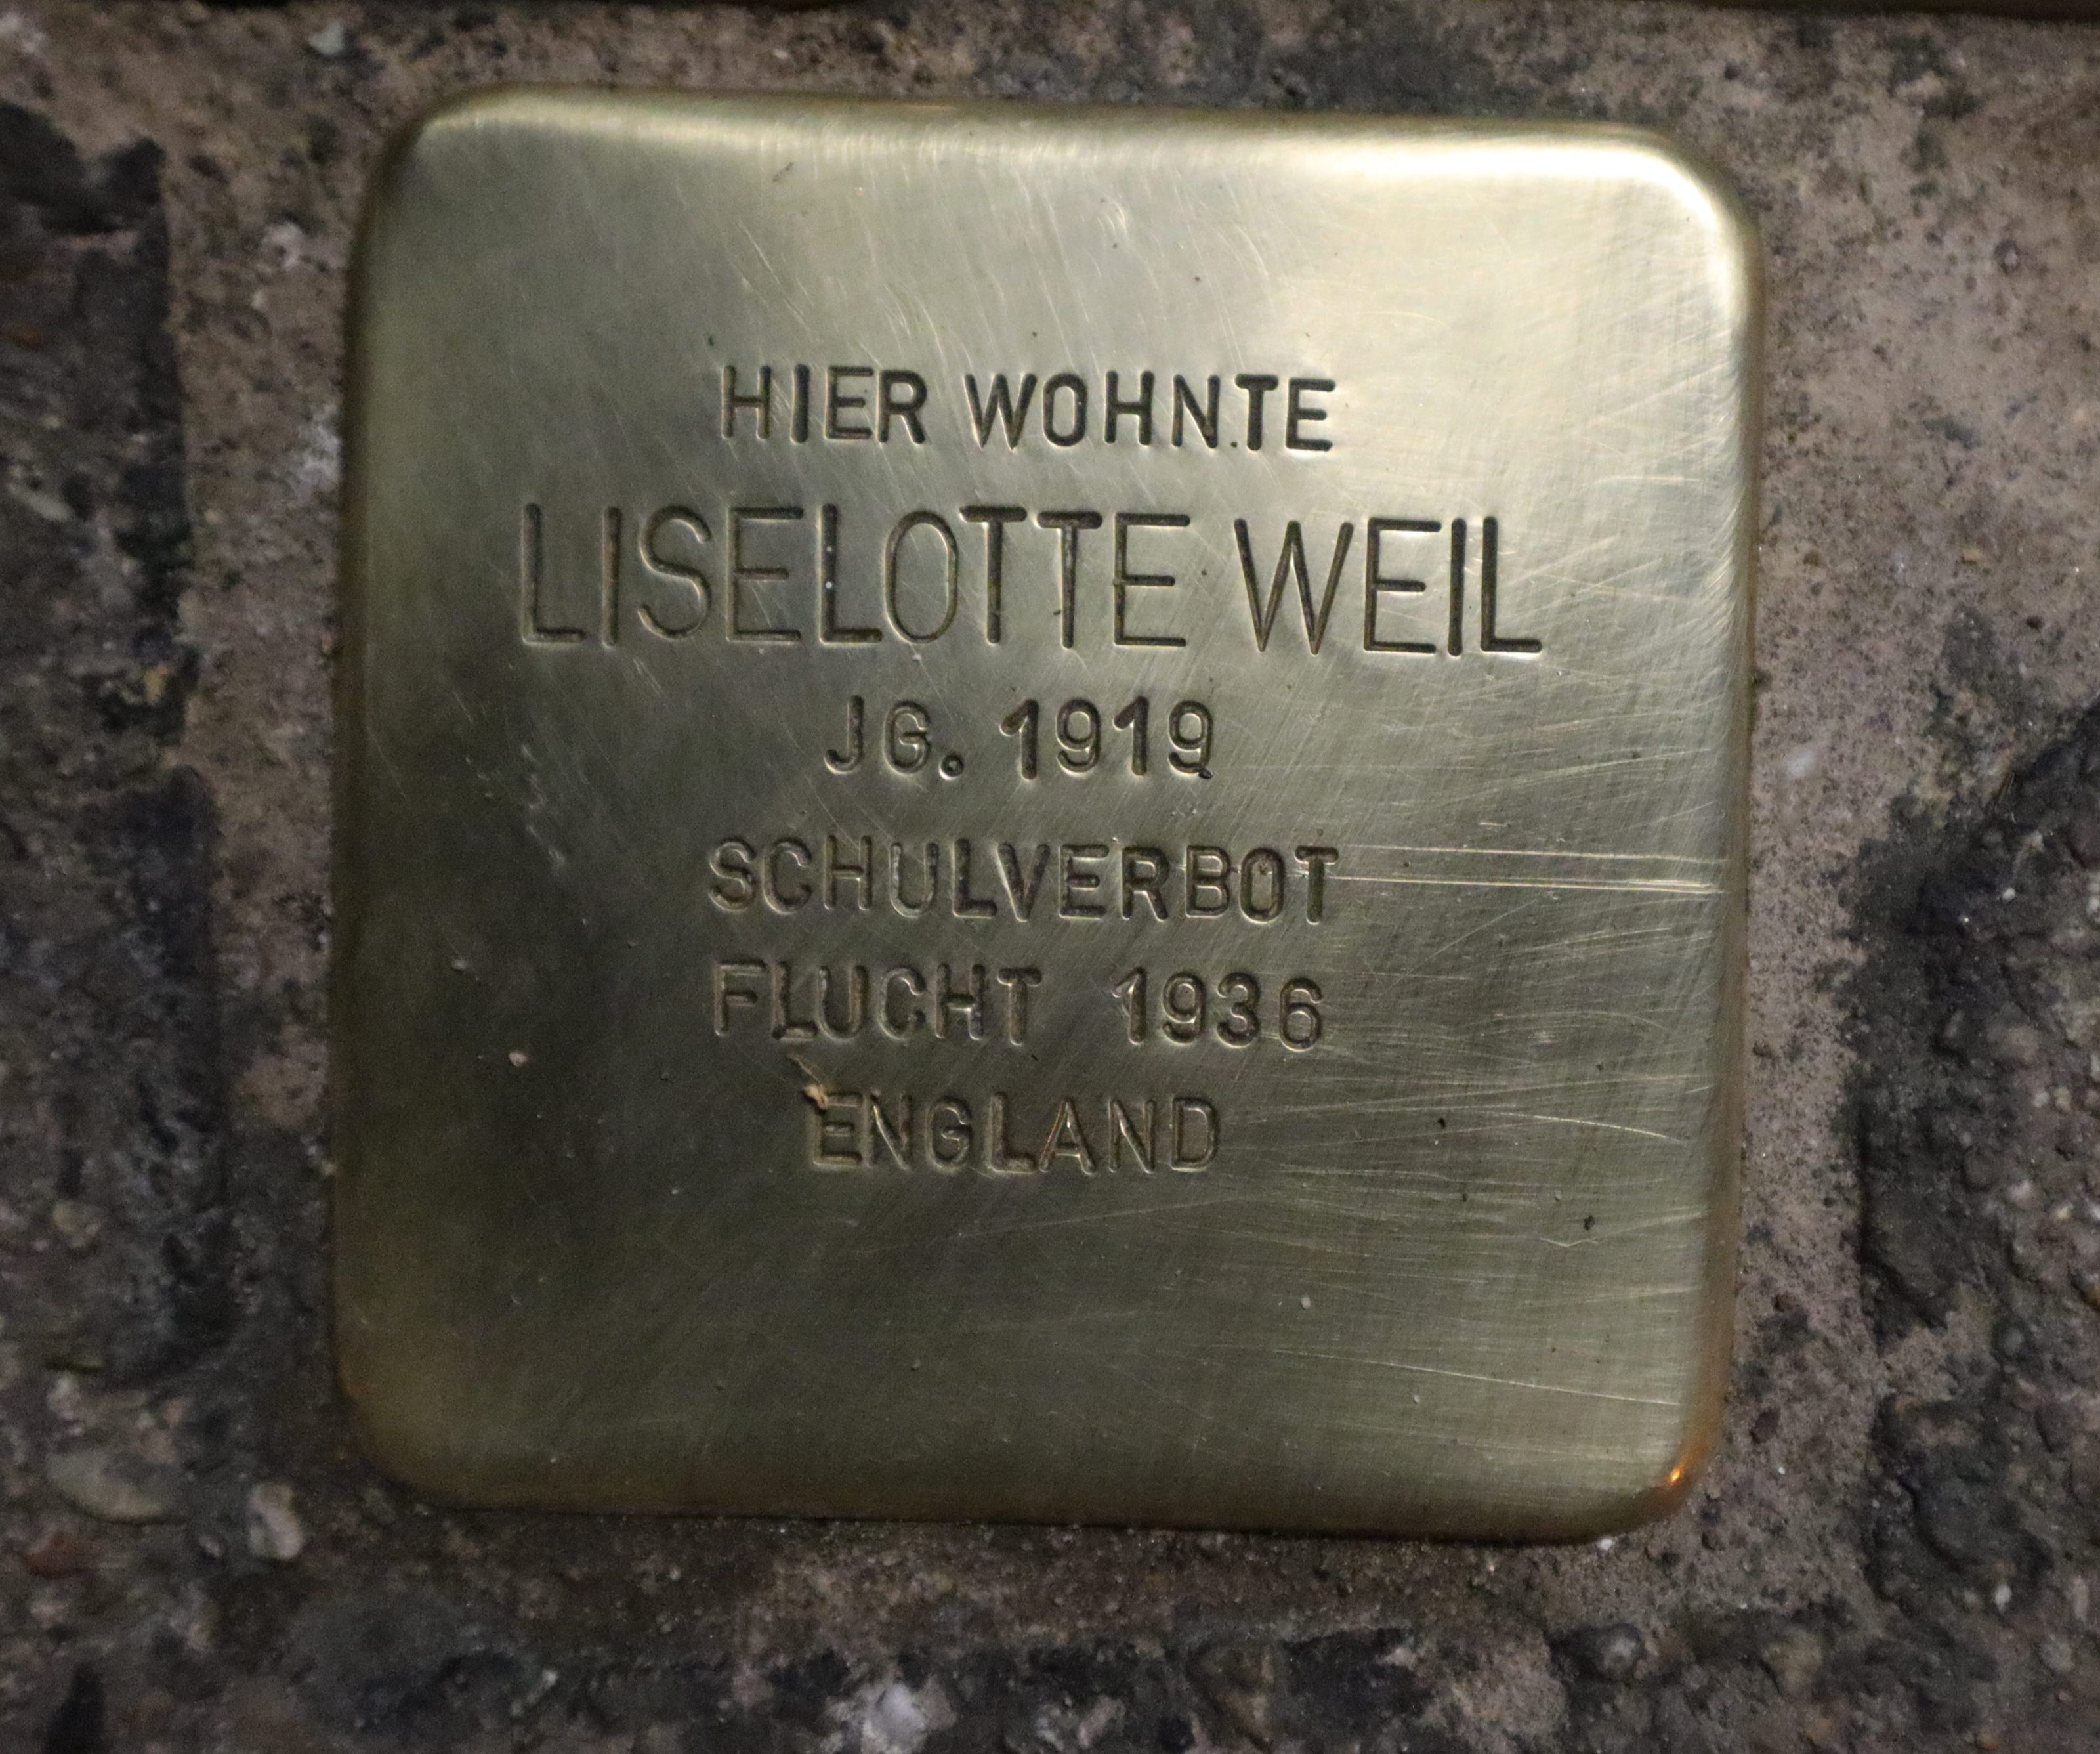 HIER WOHNTE
LISELOTTE WEIL
JG. 1919
SCHULVERBOT
FLUCHT 1936
ENGLAND